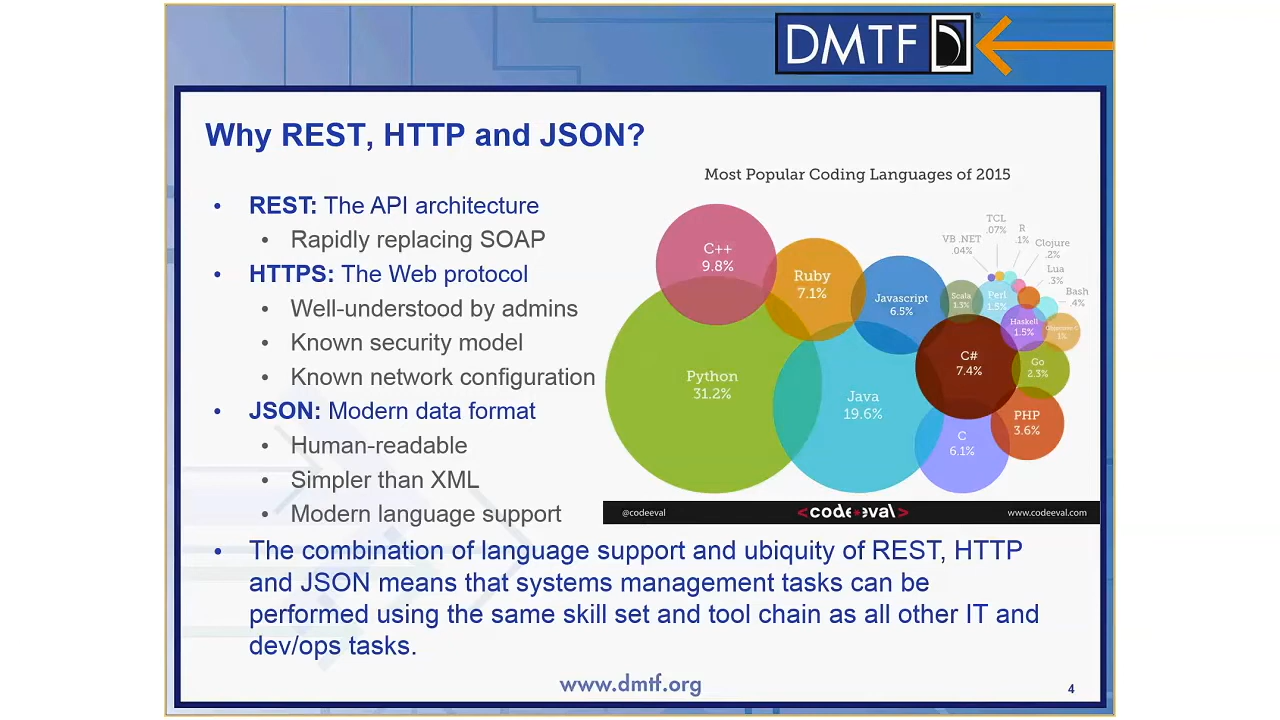 DMTF
Why REST, HTTP and JSON?
• REST: The API architecture
• Rapidly replacing SOAP
• HTTPS: The Web protocol
• Well-understood by admins
• Known security model
• Known network configuration
• JSON: Modern data format
• Human-readable
• Simpler than XML
• Modern language support
Most Popular Coding Languages of 2015
C++
9.8%
Ruby
7.1%
Javascript
6.5%
Scala
1.3%
Perl
1.5%
VB .NET
.04%
TCL
.07%
R
.1%
Clojure
.2%
Lua
.3%
Bash
.4%
Haskell
1.5%
1%
Python
31.2%
Java
19.6%
C#
7.4%
Go
2.3%
PHP
3.6%
C
6.1%
@codeeval
<code*eval>
www.codeeval.com
• The combination of language support and ubiquity of REST, HTTP
and JSON means that systems management tasks can be
performed using the same skill set and tool chain as all other IT and
dev/ops tasks.
www.dmtf.org
4